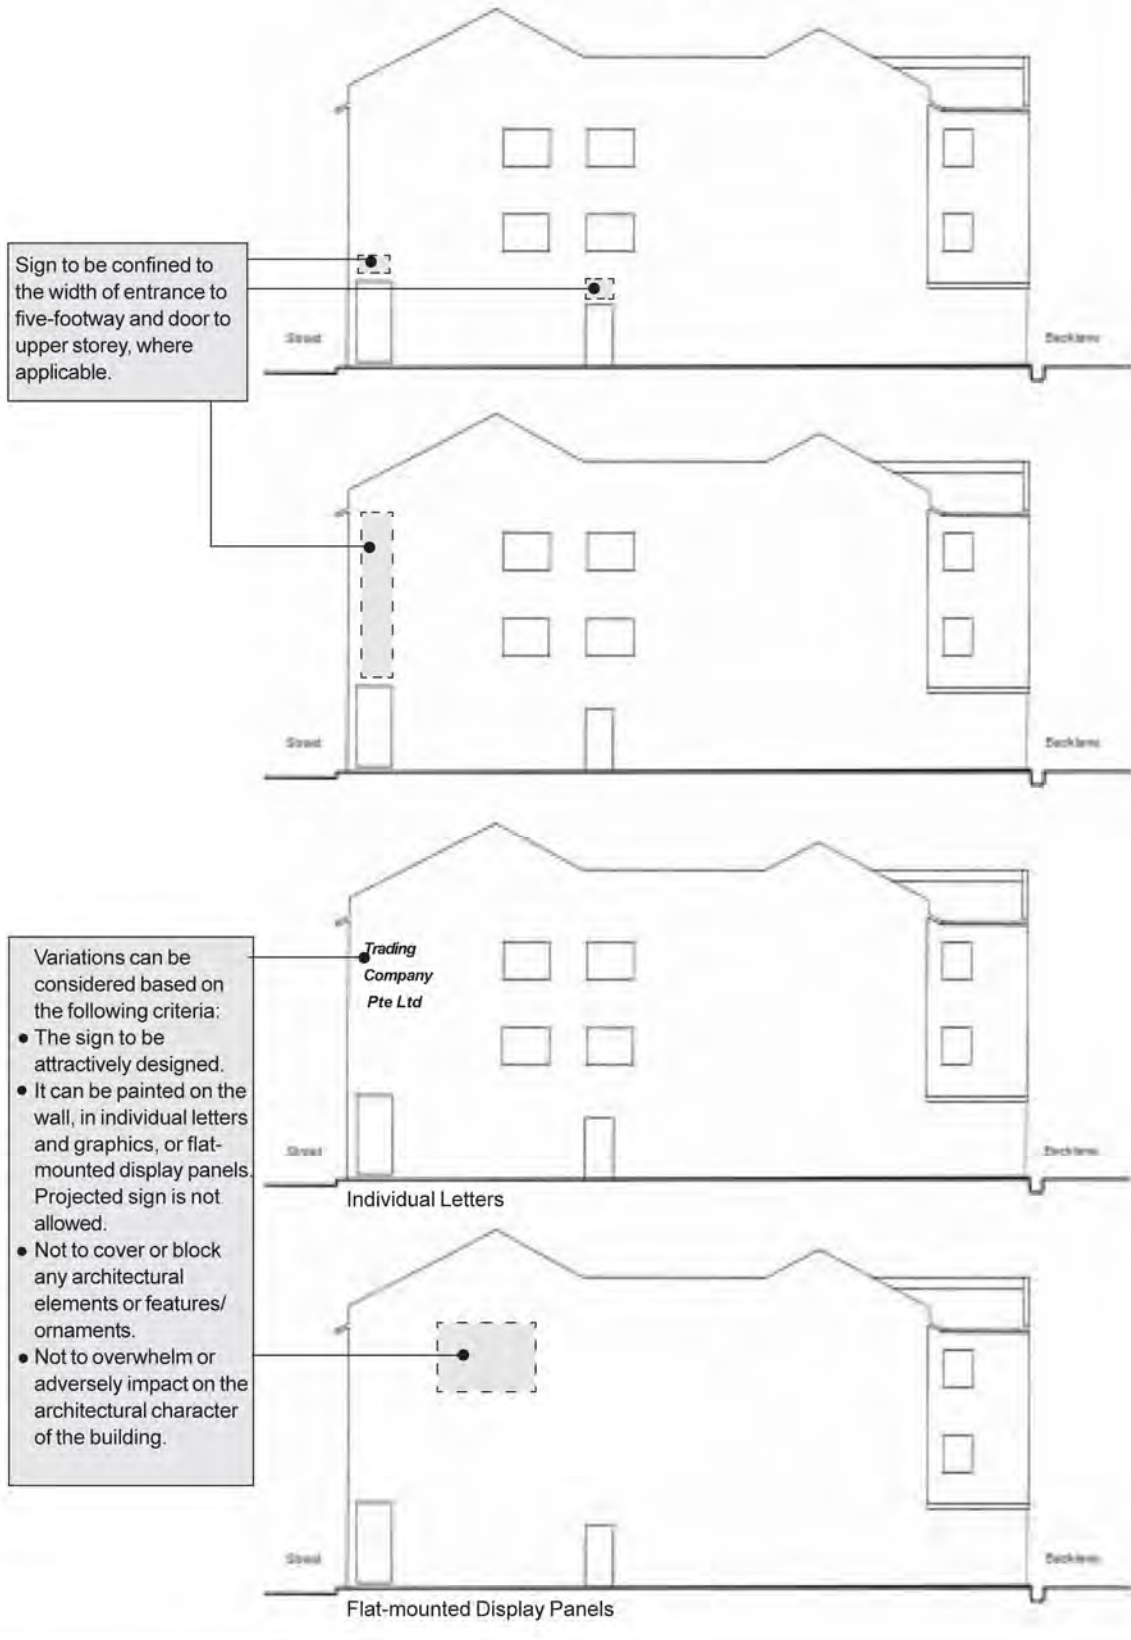 Sign to be confined to
the width of entrance to
five-footway and door to
upper storey, where
applicable.
Street
Backlane
Street
Backlane
Variations can be
considered based on
the following criteria:
● The sign to be
attractively designed.
● It can be painted on the
wall, in individual letters
and graphics, or flat-
mounted display panels.
Projected sign is not
allowed.
● Not to cover or block
any architectural
elements or features/
ornaments.
● Not to overwhelm or
adversely impact on the
architectural character
of the building.
Trading
Company
Pte Ltd
Street
Backlane
Individual Letters
Street
Backlane
Flat-mounted Display Panels